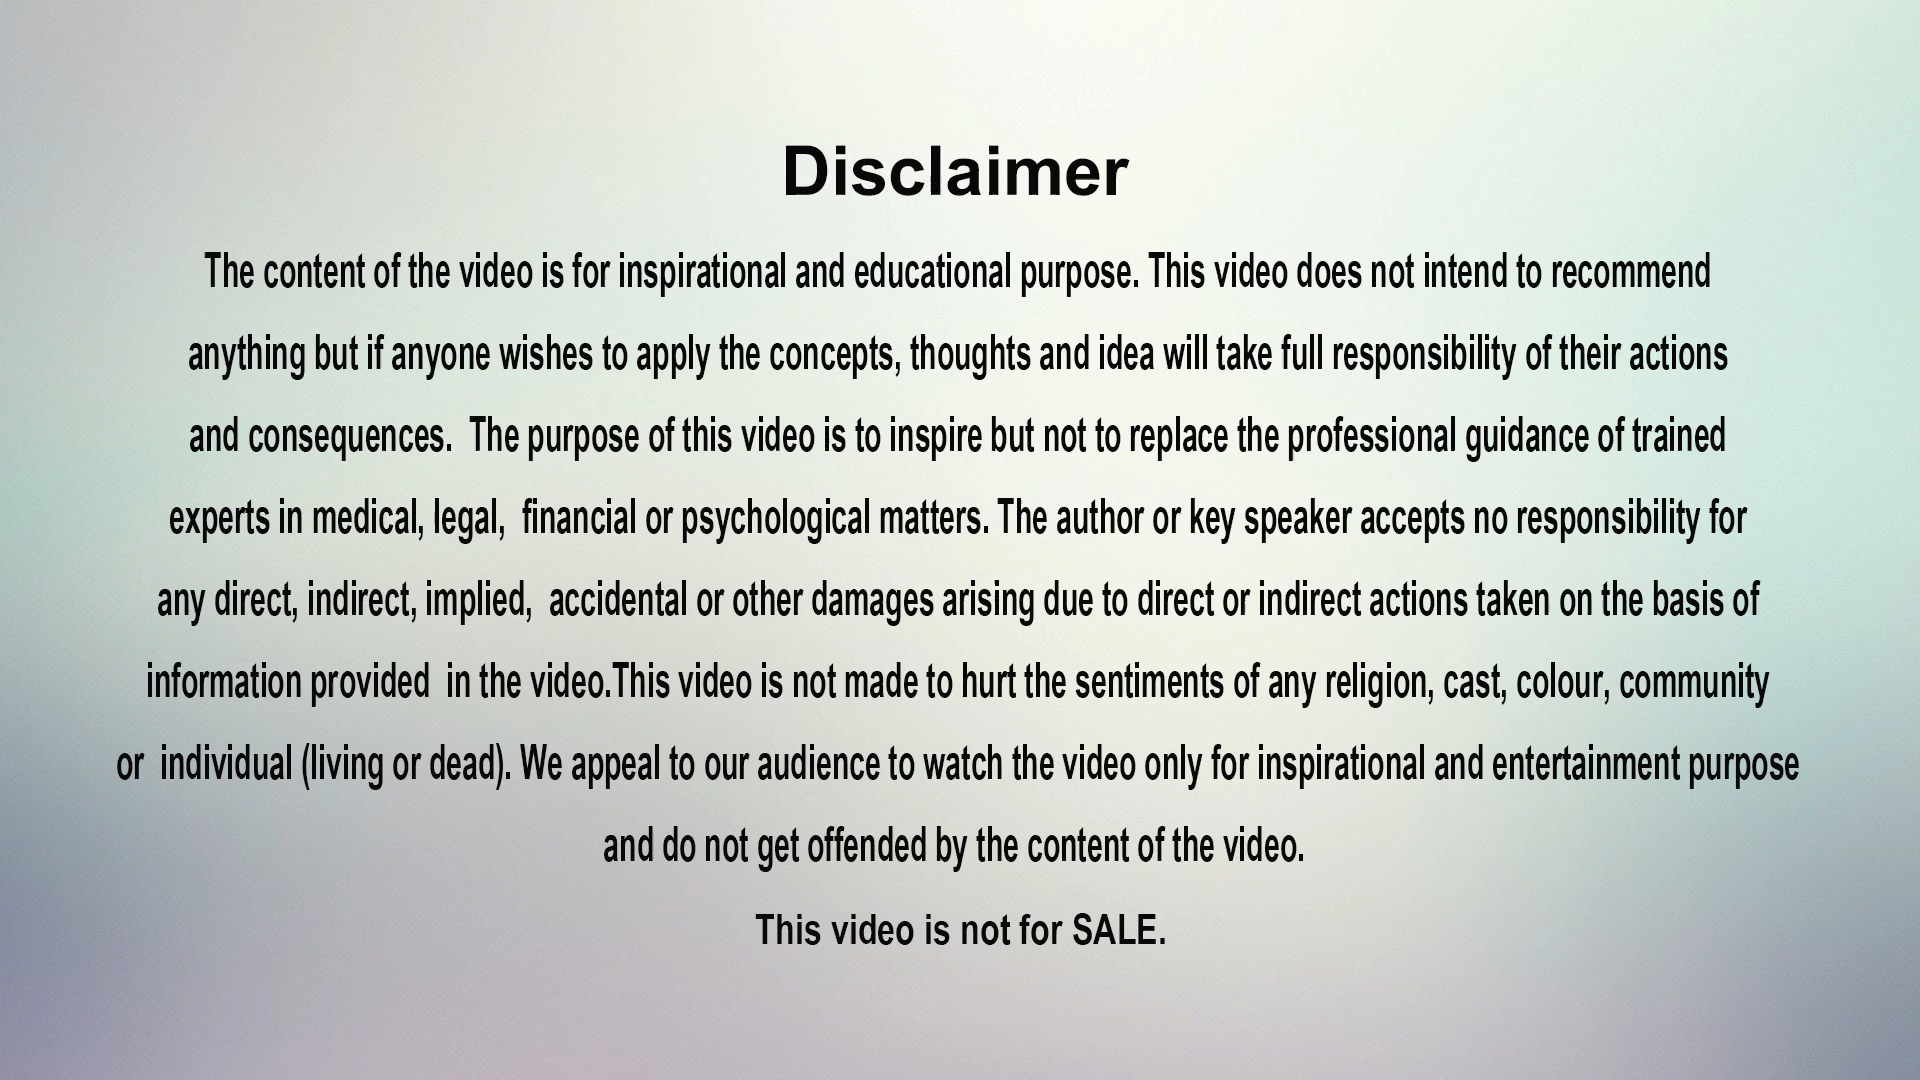 Disclaimer
The content of the video is for inspirational and educational purpose. This video does not intend to recommend
anything but if anyone wishes to apply the concepts, thoughts and idea will take full responsibility of their actions
and consequences.  The purpose of this video is to inspire but not to replace the professional guidance of trained
experts in medical, legal,  financial or psychological matters. The author or key speaker accepts no responsibility for
any direct, indirect, implied,  accidental or other damages arising due to direct or indirect actions taken on the basis of
information provided  in the video.This video is not made to hurt the sentiments of any religion, cast, colour, community
or  individual (living or dead). We appeal to our audience to watch the video only for inspirational and entertainment purpose
and do not get offended by the content of the video.
This video is not for SALE.